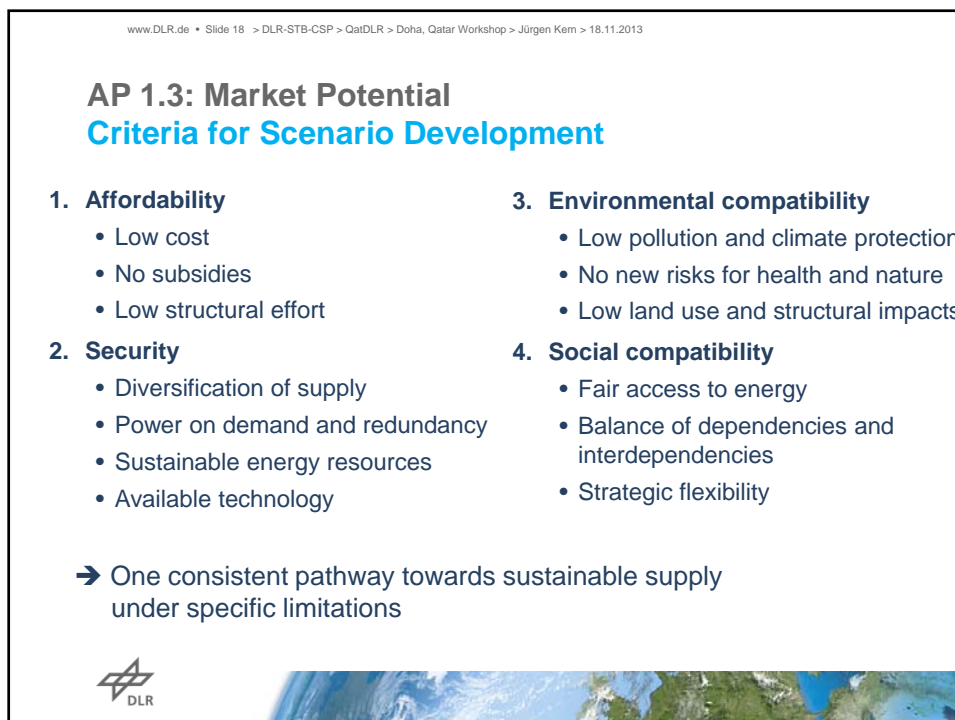 www.DLR.de • Slide 18 > DLR-STB-CSP > QatDLR > Doha, Qatar Workshop > Jürgen Kern > 18.11.2013
AP 1.3: Market Potential
Criteria for Scenario Development
1. Affordability
• Low cost
• No subsidies
• Low structural effort
2. Security
• Diversification of supply
• Power on demand and redundancy
• Sustainable energy resources
• Available technology
3. Environmental compatibility
• Low pollution and climate protection
• No new risks for health and nature
• Low land use and structural impacts
4. Social compatibility
• Fair access to energy
• Balance of dependencies and
interdependencies
• Strategic flexibility
➔ One consistent pathway towards sustainable supply
under specific limitations
DLR